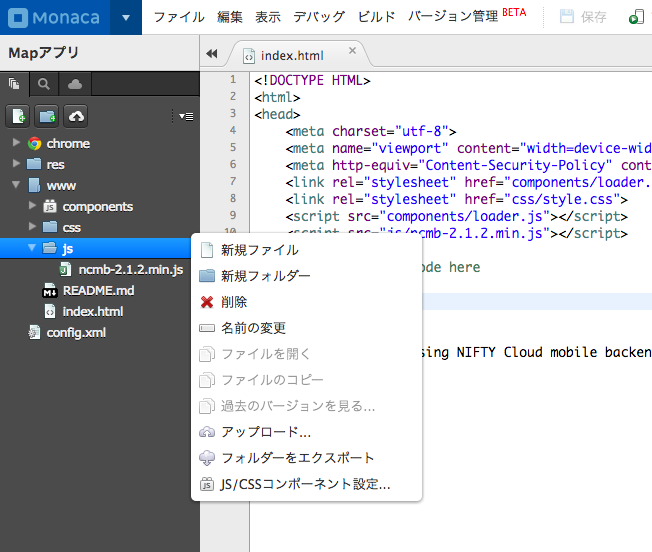 Monaca ファイル 編集 表示 デバッグ ビルド バージョン管理 BETA 保存
Mapアプリ
index.html
chrome
res
www
components
css
js
ncmb-2.1.2.min.js
README.md
index.html
config.xml
1 <!DOCTYPE HTML>
2 <html>
3 <head>
4 <meta charset="utf-8">
5 <meta name="viewport" content="width=device-wid
6 <meta http-equiv="Content-Security-Policy" cont
7 <link rel="stylesheet" href="components/loader.
8 <link rel="stylesheet" href="css/style.css">
9 <script src="components/loader.js"></script>
10 <script src="js/ncmb-2.1.2.min.js"></script>
ode here
sing NIFTY Cloud mobile backen
新規ファイル
新規フォルダー
削除
名前の変更
ファイルを開く
ファイルのコピー
過去のバージョンを見る...
アップロード...
フォルダーをエクスポート
JS/CSSコンポーネント設定...